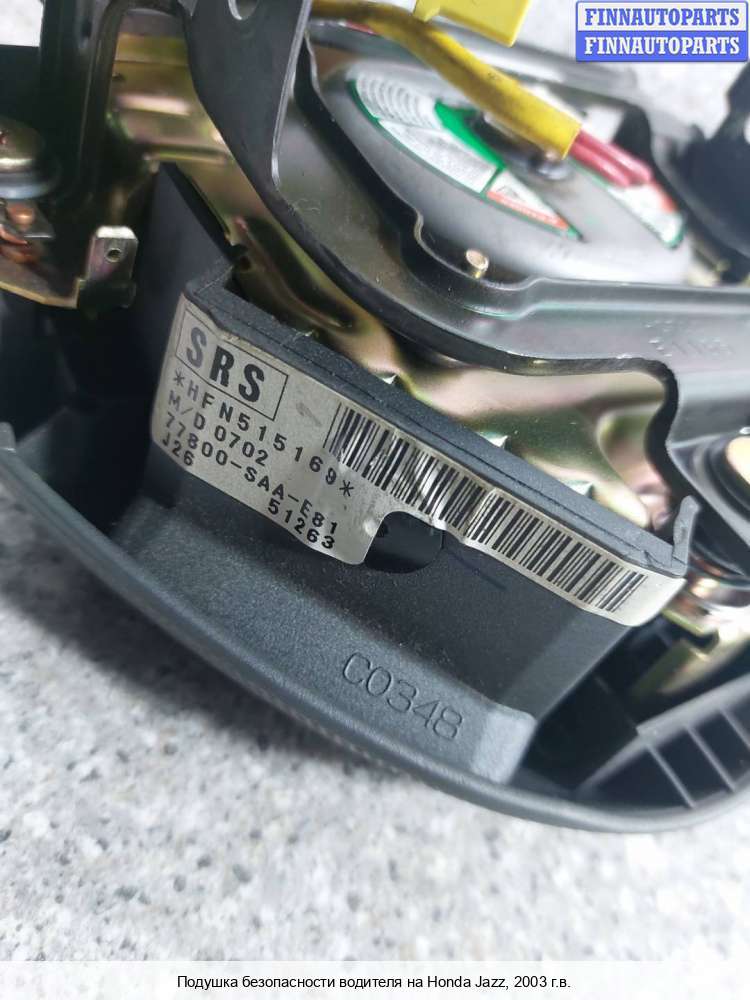 FINNAUTOPARTS
FINNAUTOPARTS
SRS
*HFN515169*
M/D 0702
77800-SAA-E81
J26 51263
C0348
Подушка безопасности водителя на Honda Jazz, 2003 г.в.